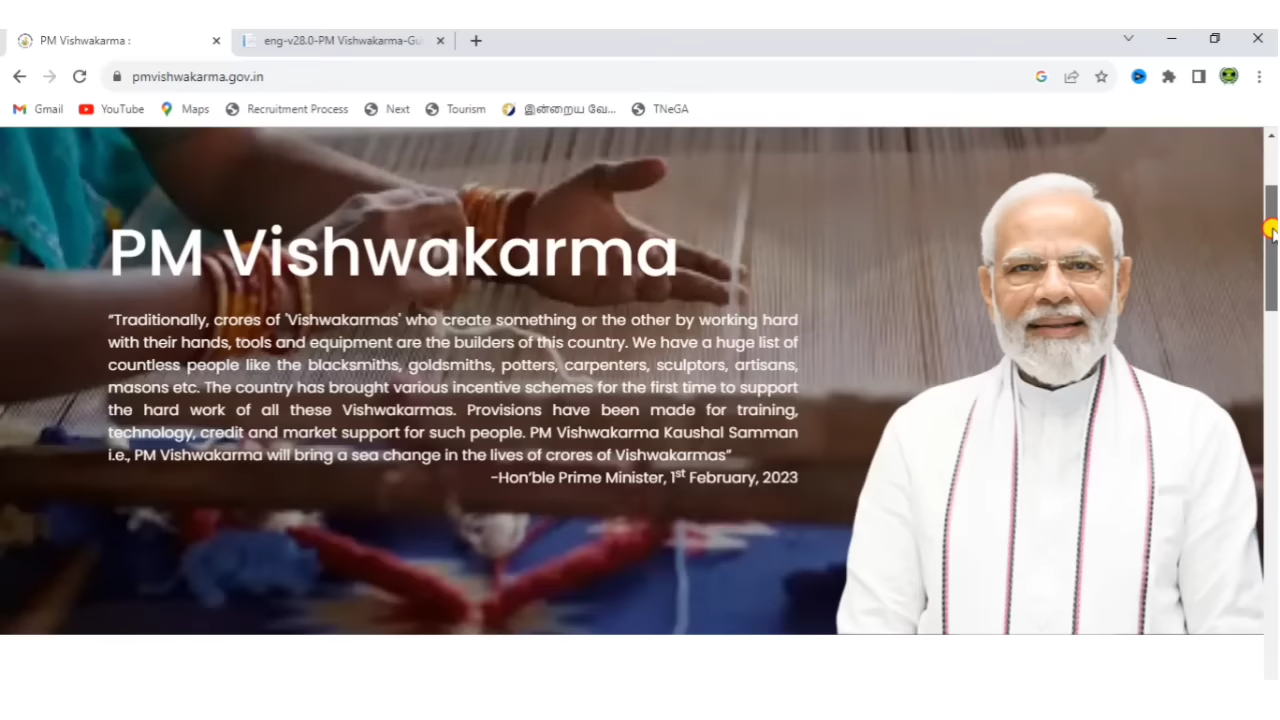 PM Vishwakarma :
eng-v28.0-PM Vishwakarma-Gu
pmvishwakarma.gov.in
Gmail YouTube Maps Recruitment Process Next Tourism இன்றைய வே... TNeGA
PM Vishwakarma
“Traditionally, crores of 'Vishwakarmas' who create something or the other by working hard
with their hands, tools and equipment are the builders of this country. We have a huge list of
countless people like the blacksmiths, goldsmiths, potters, carpenters, sculptors, artisans,
masons etc. The country has brought various incentive schemes for the first time to support
the hard work of all these Vishwakarmas. Provisions have been made for training,
technology, credit and market support for such people. PM Vishwakarma Kaushal Samman
i.e., PM Vishwakarma will bring a sea change in the lives of crores of Vishwakarmas”
-Hon’ble Prime Minister, 1st February, 2023